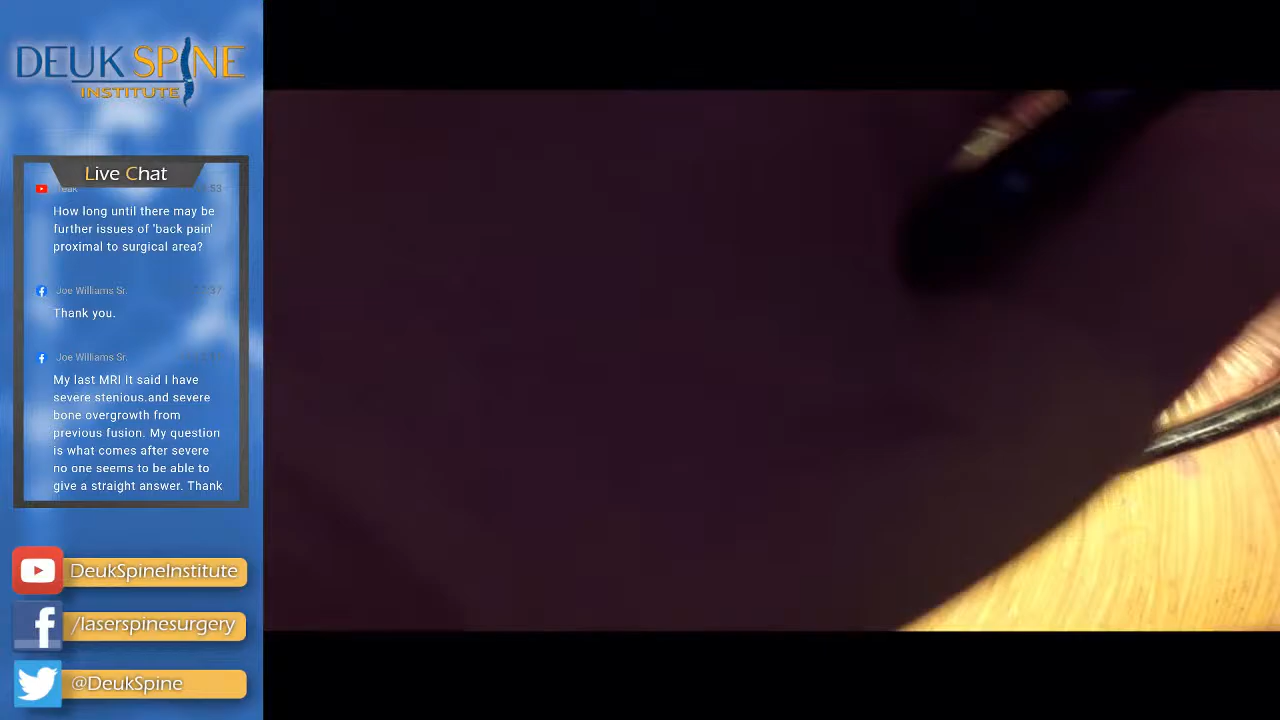 DEUK SPINE
INSTITUTE
Live Chat
53
How long until there may be
further issues of 'back pain'
proximal to surgical area?
Joe Williams Sr.
Thank you.
Joe Williams Sr.
My last MRI It said I have
severe stenious.and severe
bone overgrowth from
previous fusion. My question
is what comes after severe
no one seems to be able to
give a straight answer. Thank
DeukSpineInstitute
/laserspinesurgery
@DeukSpine